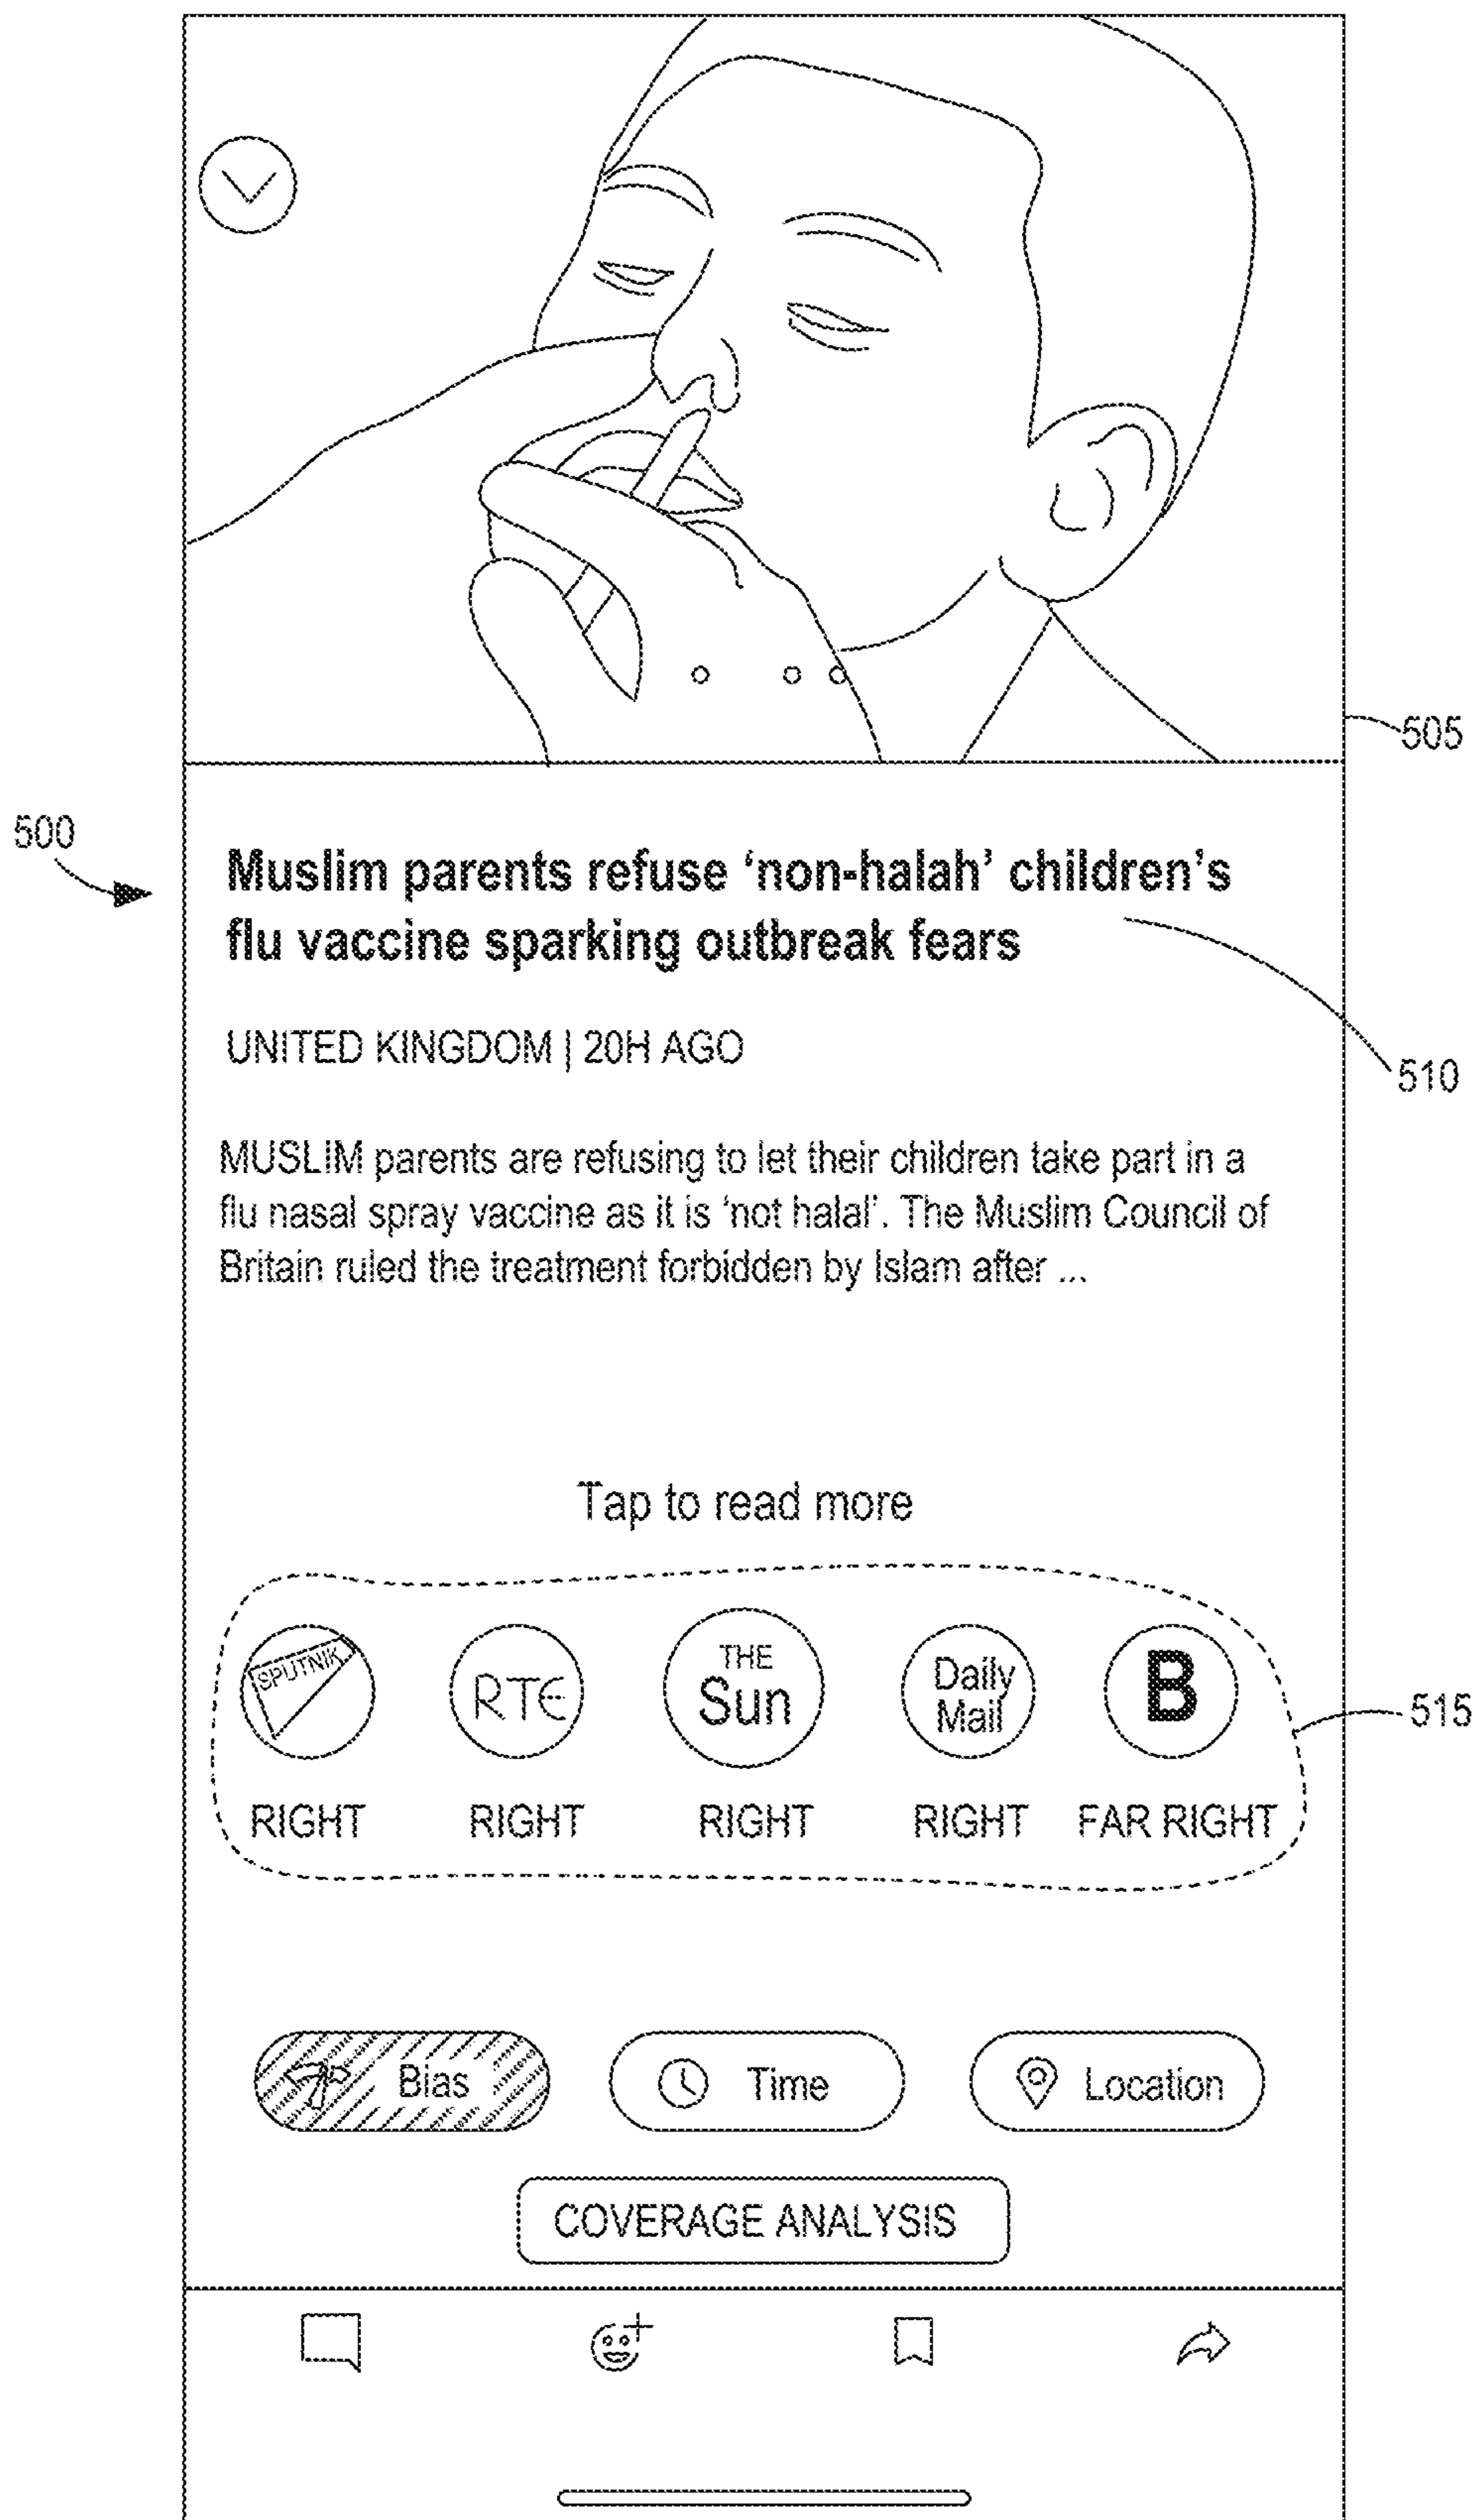 505
500
Muslim parents refuse ‘non-halah’ children’s
flu vaccine sparking outbreak fears
UNITED KINGDOM | 20H AGO
510
MUSLIM parents are refusing to let their children take part in a
flu nasal spray vaccine as it is ‘not halal’. The Muslim Council of
Britain ruled the treatment forbidden by Islam after ...
Tap to read more
SPUTNIK
RTE
THE
Sun
Daily
Mail
B
515
RIGHT RIGHT RIGHT RIGHT FAR RIGHT
Bias Time Location
COVERAGE ANALYSIS